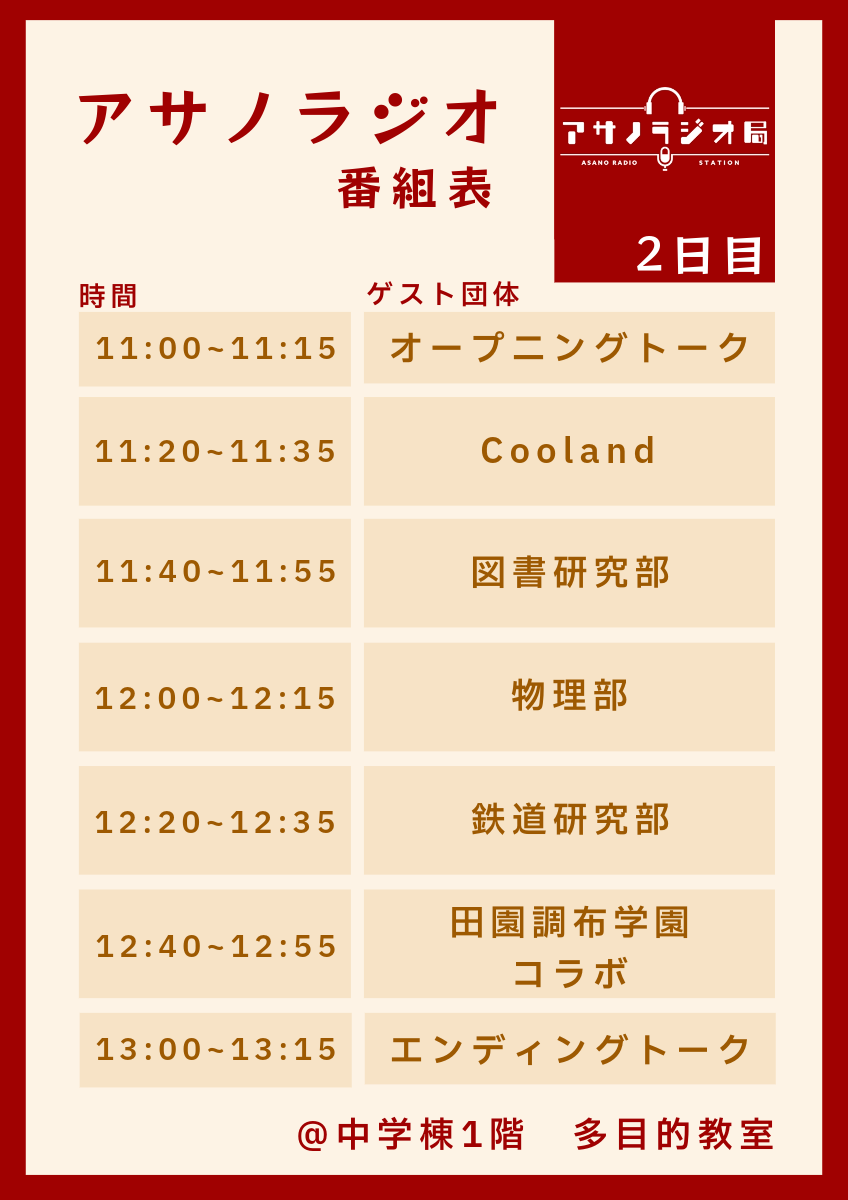 アサノラジオ
番組表
アサノラジオ局
ASANO RADIO STATION
2日目
時間 ゲスト団体
11:00~11:15 オープニングトーク
11:20~11:35 Cooland
11:40~11:55 図書研究部
12:00~12:15 物理部
12:20~12:35 鉄道研究部
12:40~12:55 田園調布学園
コラボ
13:00~13:15 エンディングトーク
@中学棟1階　多目的教室